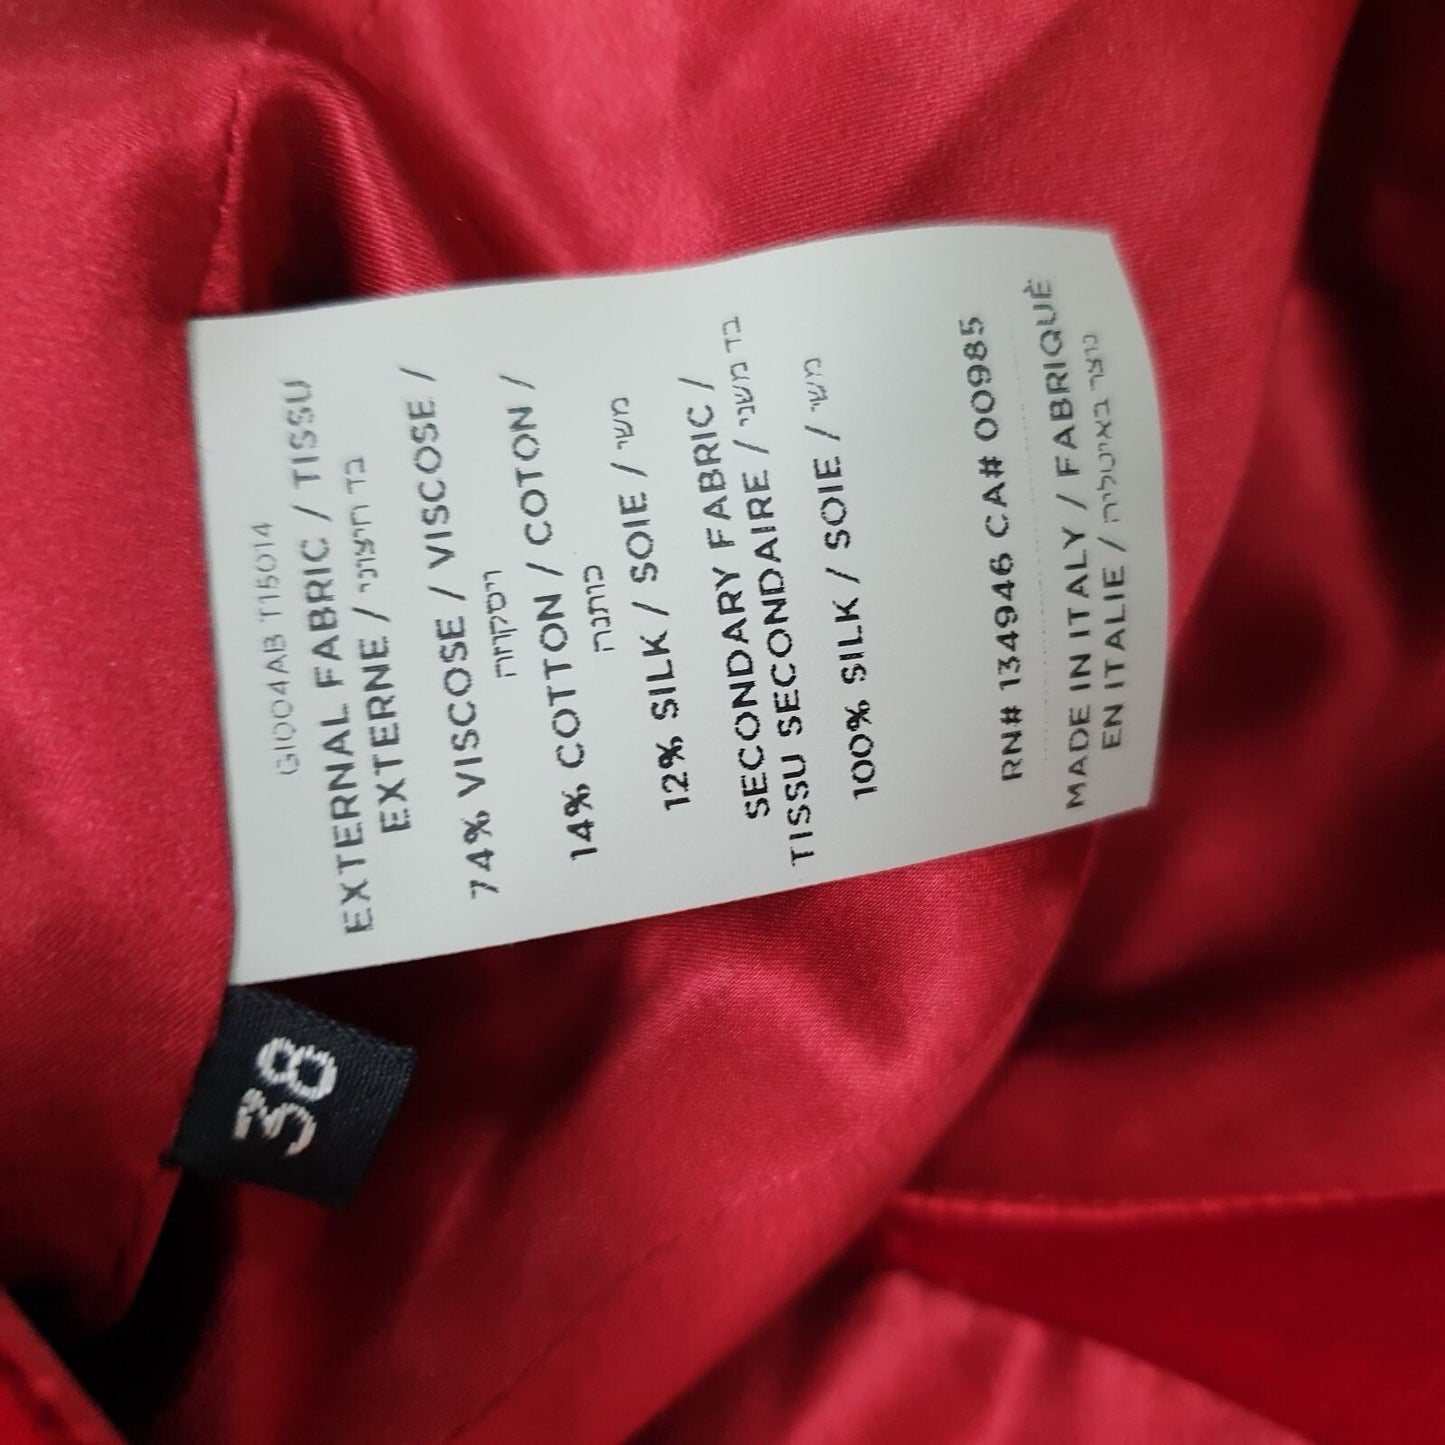 GI004AB T15014
EXTERNAL FABRIC / TISSU
EXTERNE / בד חיצוני
74% VISCOSE / VISCOSE /
ויסקוזה
14% COTTON / COTON /
כותנה
12% SILK / SOIE / משי
SECONDARY FABRIC /
TISSU SECONDAIRE / בד משני
100% SILK / SOIE / משי
RN# 134946 CA# 00985
MADE IN ITALY / FABRIQUÈ
EN ITALIE / תוצר באיטליה
38